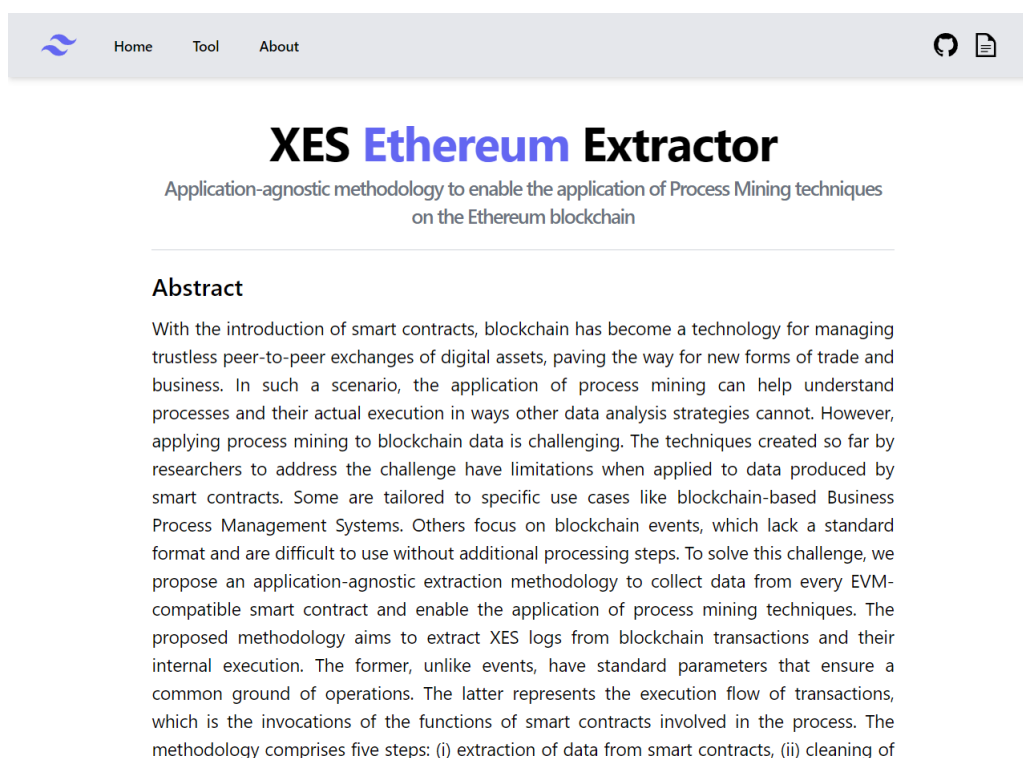 Home Tool About
XES Ethereum Extractor
Application-agnostic methodology to enable the application of Process Mining techniques
on the Ethereum blockchain
Abstract
With the introduction of smart contracts, blockchain has become a technology for managing
trustless peer-to-peer exchanges of digital assets, paving the way for new forms of trade and
business. In such a scenario, the application of process mining can help understand
processes and their actual execution in ways other data analysis strategies cannot. However,
applying process mining to blockchain data is challenging. The techniques created so far by
researchers to address the challenge have limitations when applied to data produced by
smart contracts. Some are tailored to specific use cases like blockchain-based Business
Process Management Systems. Others focus on blockchain events, which lack a standard
format and are difficult to use without additional processing steps. To solve this challenge, we
propose an application-agnostic extraction methodology to collect data from every EVM-
compatible smart contract and enable the application of process mining techniques. The
proposed methodology aims to extract XES logs from blockchain transactions and their
internal execution. The former, unlike events, have standard parameters that ensure a
common ground of operations. The latter represents the execution flow of transactions,
which is the invocations of the functions of smart contracts involved in the process. The
methodology comprises five steps: (i) extraction of data from smart contracts, (ii) cleaning of